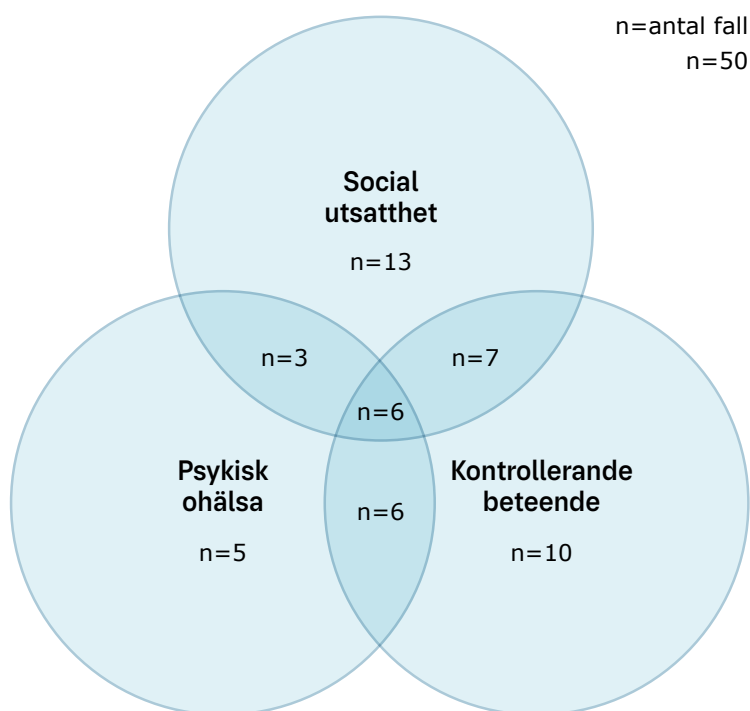 n=antal fall
n=50
Social
utsatthet
n=13
n=3
n=7
n=6
Psykisk
ohälsa
n=5
n=6
Kontrollerande
beteende
n=10